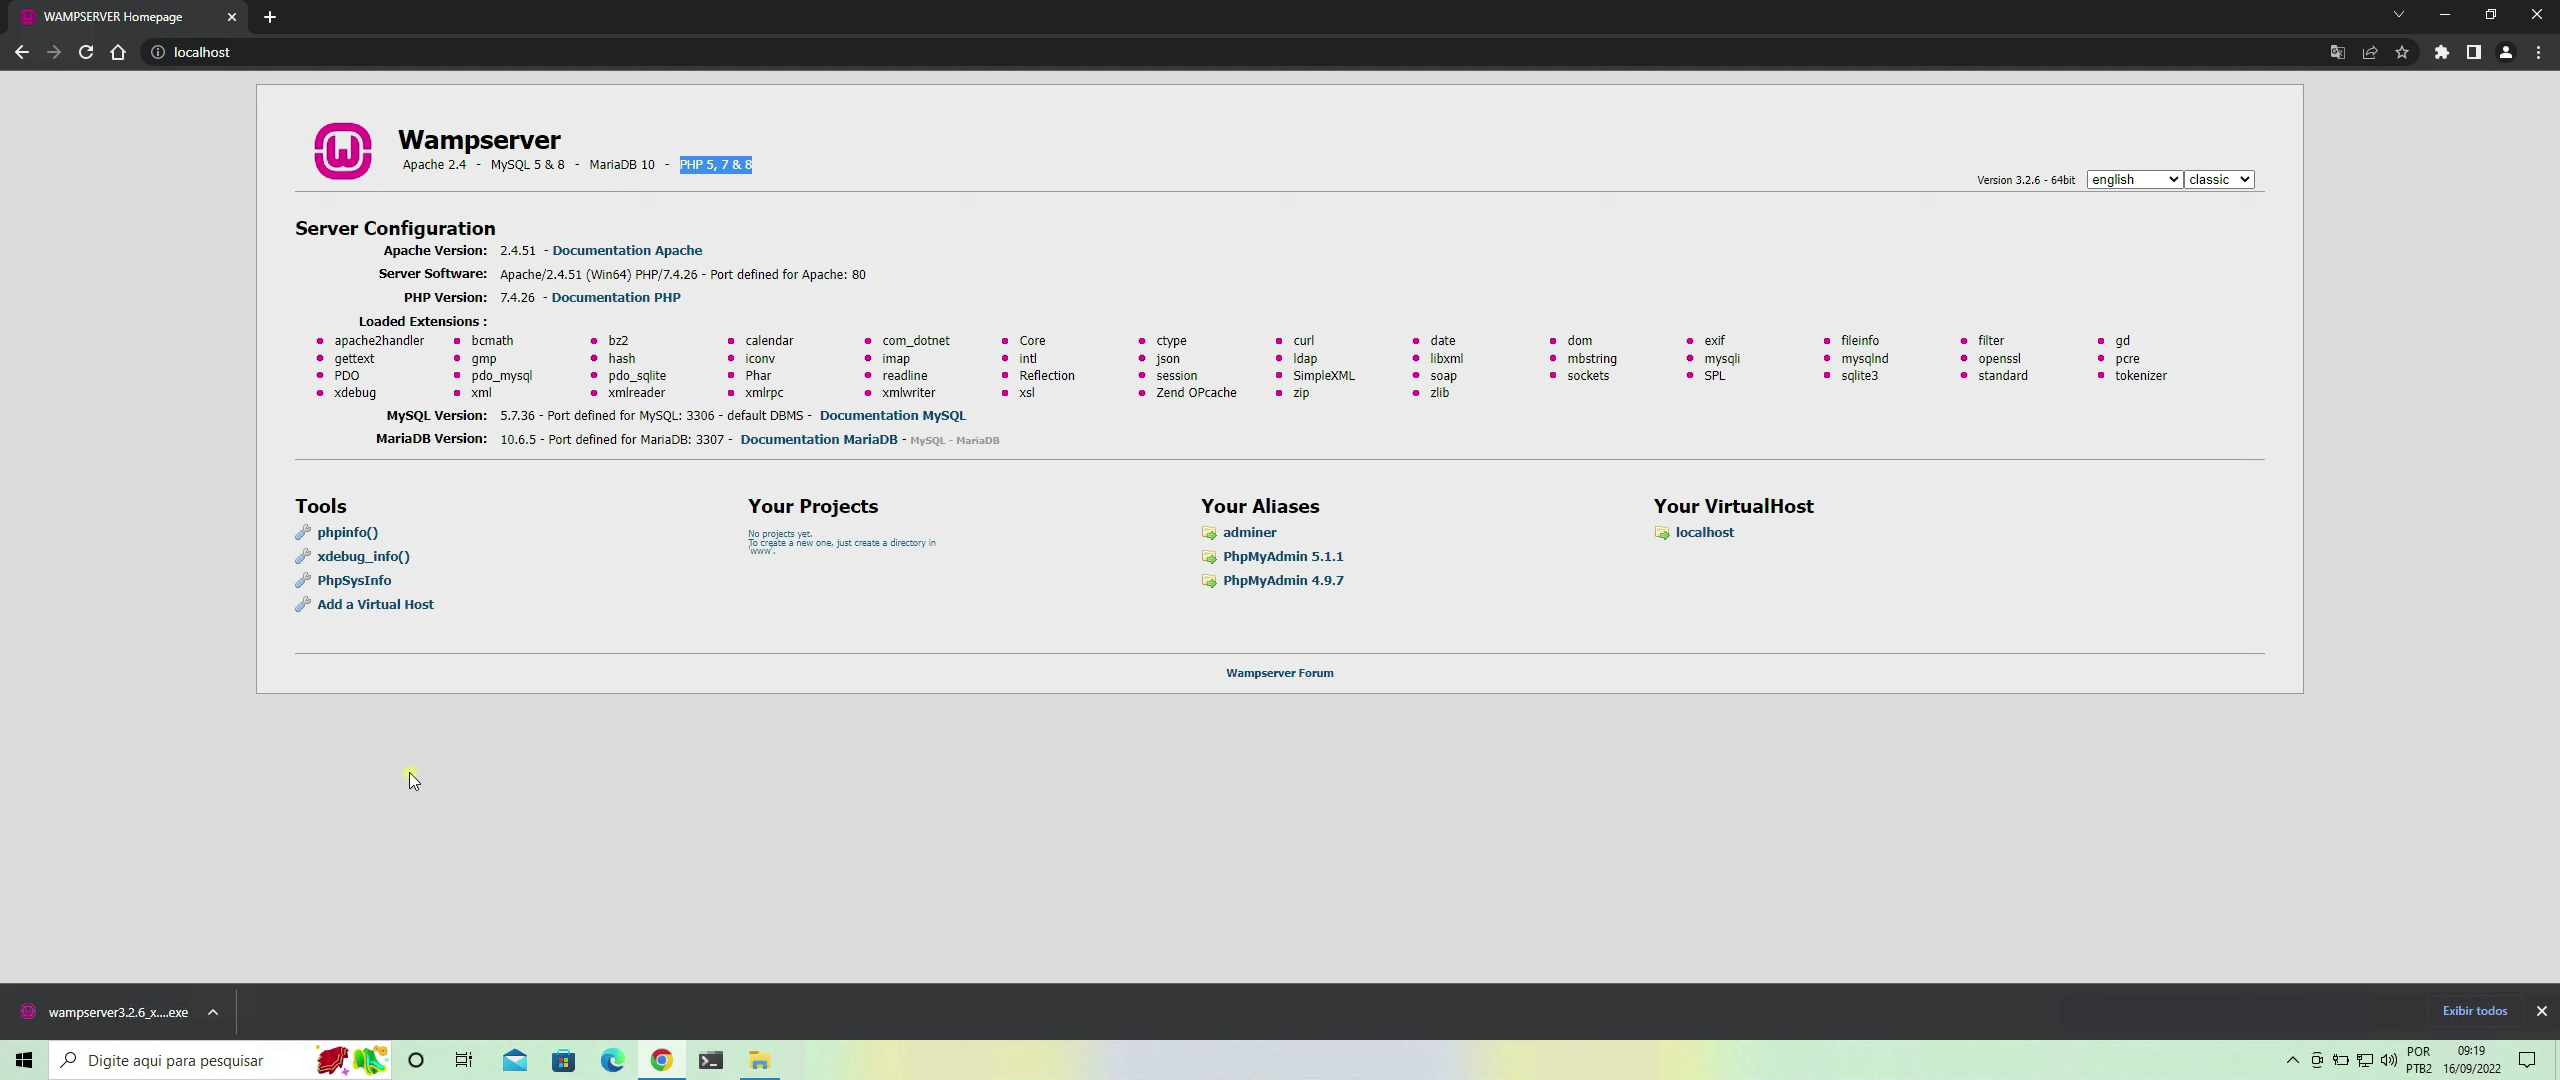 WAMPSERVER Homepage
localhost
Wampserver
Apache 2.4 - MySQL 5 & 8 - MariaDB 10 - PHP 5, 7 & 8
Version 3.2.6 - 64bit english classic
Server Configuration
Apache Version: 2.4.51 - Documentation Apache
Server Software: Apache/2.4.51 (Win64) PHP/7.4.26 - Port defined for Apache: 80
PHP Version: 7.4.26 - Documentation PHP
Loaded Extensions :
apache2handler bcmath bz2 calendar com_dotnet Core ctype curl date dom exif fileinfo filter gd
gettext gmp hash iconv imap intl json ldap libxml mbstring mysqli mysqlnd openssl pcre
PDO pdo_mysql pdo_sqlite Phar readline Reflection session SimpleXML soap sockets SPL sqlite3 standard tokenizer
xdebug xml xmlreader xmlrpc xmlwriter xsl Zend OPcache zip zlib
MySQL Version: 5.7.36 - Port defined for MySQL: 3306 - default DBMS - Documentation MySQL
MariaDB Version: 10.6.5 - Port defined for MariaDB: 3307 - Documentation MariaDB - MySQL - MariaDB
Tools
phpinfo()
xdebug_info()
PhpSysInfo
Add a Virtual Host
Your Projects
No projects yet.
To create a new one, just create a directory in
'www'.
Your Aliases
adminer
PhpMyAdmin 5.1.1
PhpMyAdmin 4.9.7
Your VirtualHost
localhost
Wampserver Forum
wampserver3.2.6_x....exe
Exibir todos
Digite aqui para pesquisar
POR
PTB2
09:19
16/09/2022